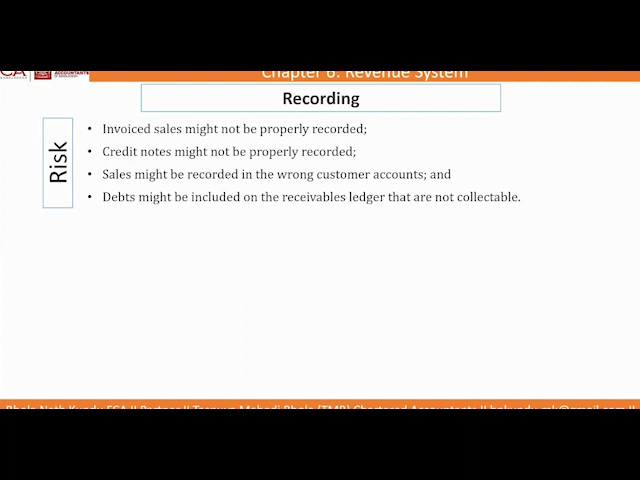 CA
ACCOUNTANTS
Chapter 6: Revenue System
Recording
Risk
• Invoiced sales might not be properly recorded;
• Credit notes might not be properly recorded;
• Sales might be recorded in the wrong customer accounts; and
• Debts might be included on the receivables ledger that are not collectable.